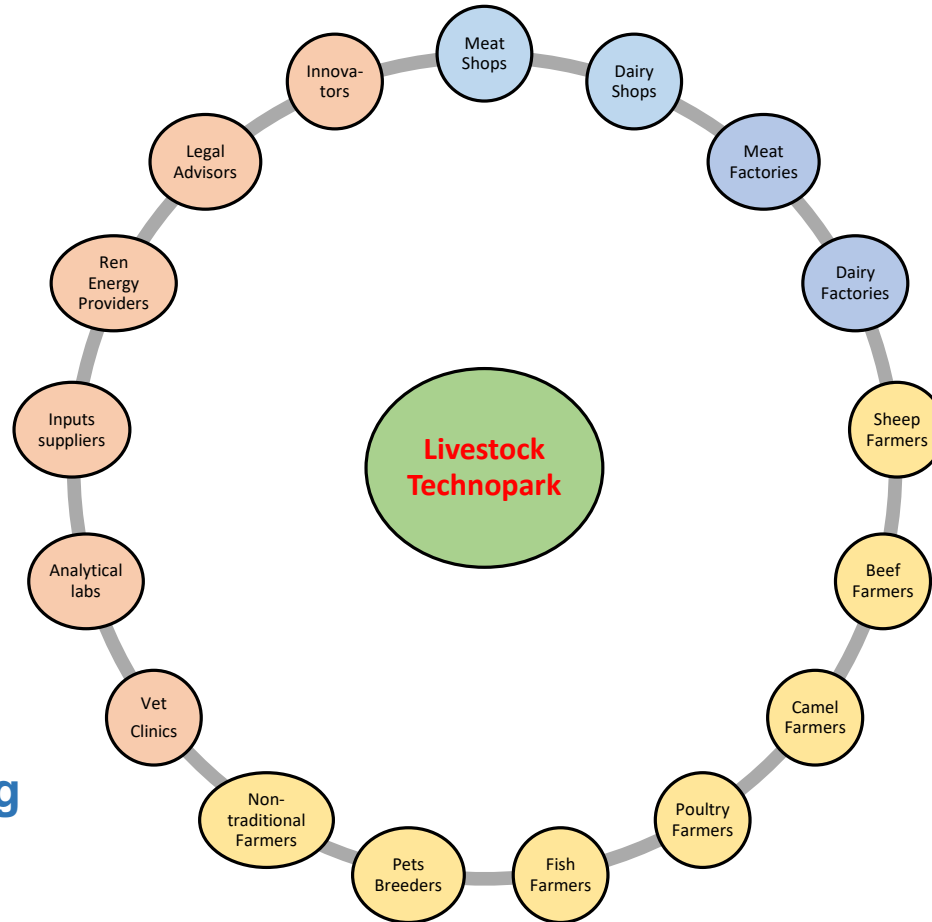 Meat
Shops
Dairy
Shops
Meat
Factories
Dairy
Factories
Sheep
Farmers
Beef
Farmers
Camel
Farmers
Poultry
Farmers
Fish
Farmers
Pets
Breeders
Non-
traditional
Farmers
Vet
Clinics
Analytical
labs
Inputs
suppliers
Ren
Energy
Providers
Legal
Advisors
Innova-
tors
Livestock
Technopark
g